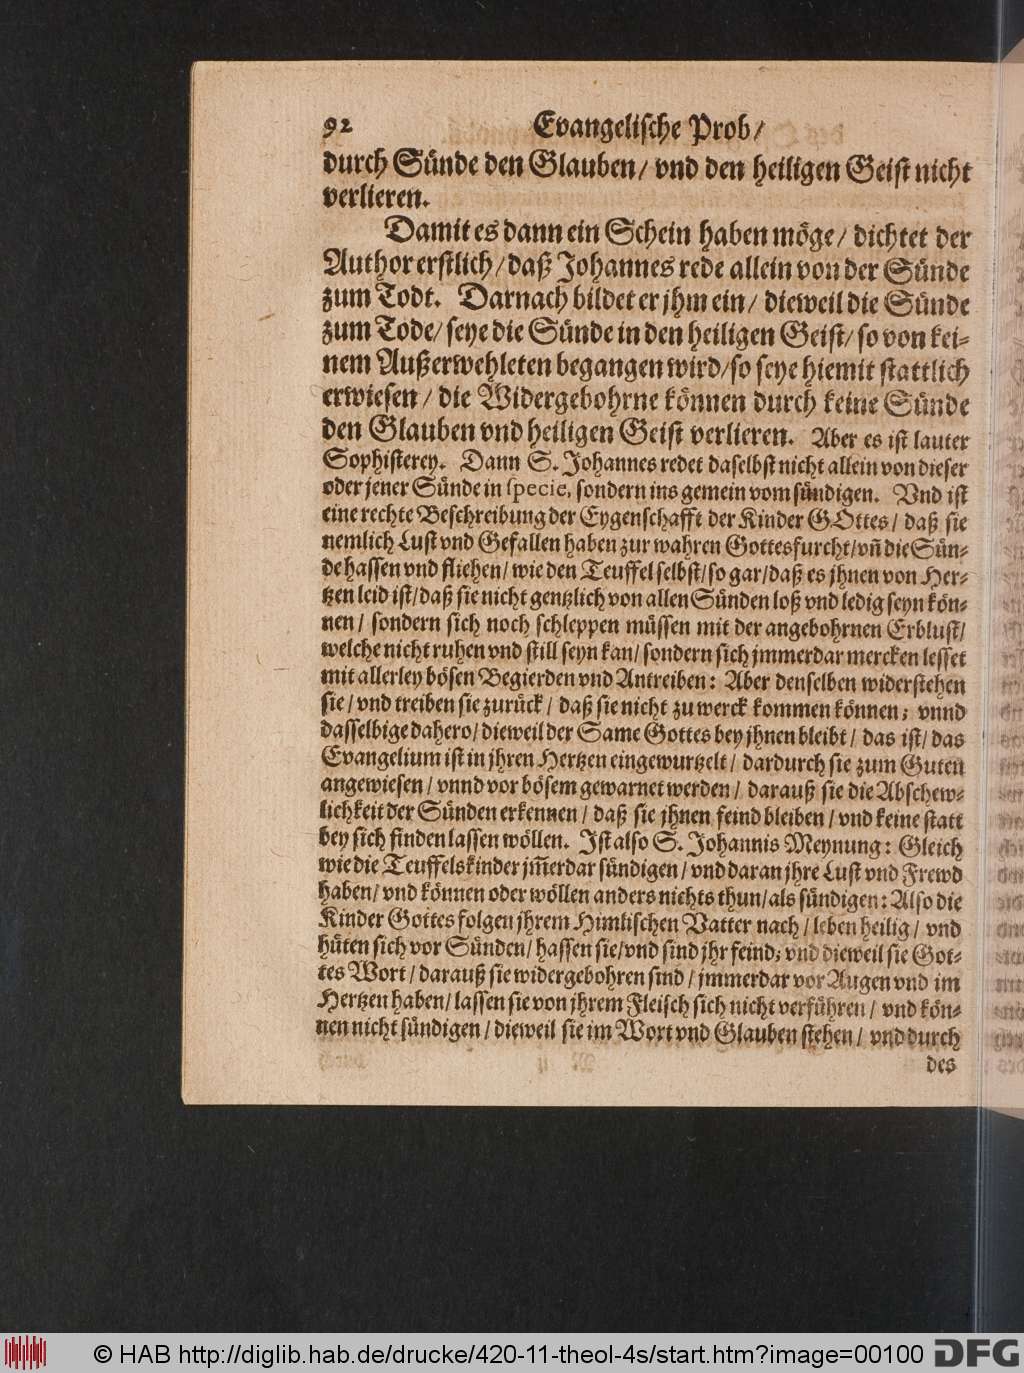 92 Evangelische Prob/
durch Sünde den Glauben/ vnd den heiligen Geist nicht
verlieren.
Damit es dann ein Schein haben möge/ dichtet der
Author erstlich/ daß Johannes rede allein von der Sünde
zum Todt. Darnach bildet er jhm ein/ dieweil die Sünde
zum Tode/ seye die Sünde in den heiligen Geist/ so von kei-
nem Außerwehleten begangen wird/ so seye hiemit stattlich
erwiesen/ die Widergebohrne können durch keine Sünde
den Glauben vnd heiligen Geist verlieren. Aber es ist lauter
Sophisterey. Dann S. Johannes redet daselbst nicht allein von dieser
oder jener Sünde in specie, sondern ins gemein vom sündigen. Vnd ist
eine rechte Beschreibung der Eygenschafft der Kinder GOttes/ daß sie
nemlich Lust vnd Gefallen haben zur wahren Gottesfurcht/ vñ die Sün-
de hassen vnd fliehen/ wie den Teuffel selbst/ so gar/ daß es jhnen von Her-
tzen leid ist/ daß sie nicht gentzlich von allen Sünden loß vnd ledig seyn kön-
nen/ sondern sich noch schleppen müssen mit der angebohrnen Erblust/
welche nicht ruhen vnd still seyn kan/ sondern sich jmmerdar mercken lesset
mit allerley bösen Begierden vnd Antreiben: Aber denselben widerstehen
sie/ vnd treiben sie zurück/ daß sie nicht zu werck kommen können; vnnd
dasselbige dahero/ dieweil der Same Gottes bey jhnen bleibt/ das ist/ das
Evangelium ist in jhren Hertzen eingewurtzelt/ dardurch sie zum Guten
angewiesen/ vnnd vor bösem gewarnet werden/ darauß sie die Abschew-
lichkeit der Sünden erkennen/ daß sie jhnen feind bleiben/ vnd keine statt
bey sich finden lassen wöllen. Ist also S. Johannis Meynung: Gleich
wie die Teuffelskinder jm̃erdar sündigen/ vnd daran jhre Lust vnd Frewd
haben/ vnd können oder wöllen anders nichts thun/ als sündigen: Also die
Kinder Gottes folgen jhrem Himlischen Vatter nach/ leben heilig/ vnd
hüten sich vor Sünden/ hassen sie/ vnd sind jhr feind; vnd dieweil sie Got-
tes Wort/ darauß sie widergebohren sind/ jmmerdar vor Augen vnd im
Hertzen haben/ lassen sie von jhrem Fleisch sich nicht verführen/ vnd kön-
nen nicht sündigen/ dieweil sie im Wort vnd Glauben stehen/ vnd durch
des
© HAB http://diglib.hab.de/drucke/420-11-theol-4s/start.htm?image=00100 DFG